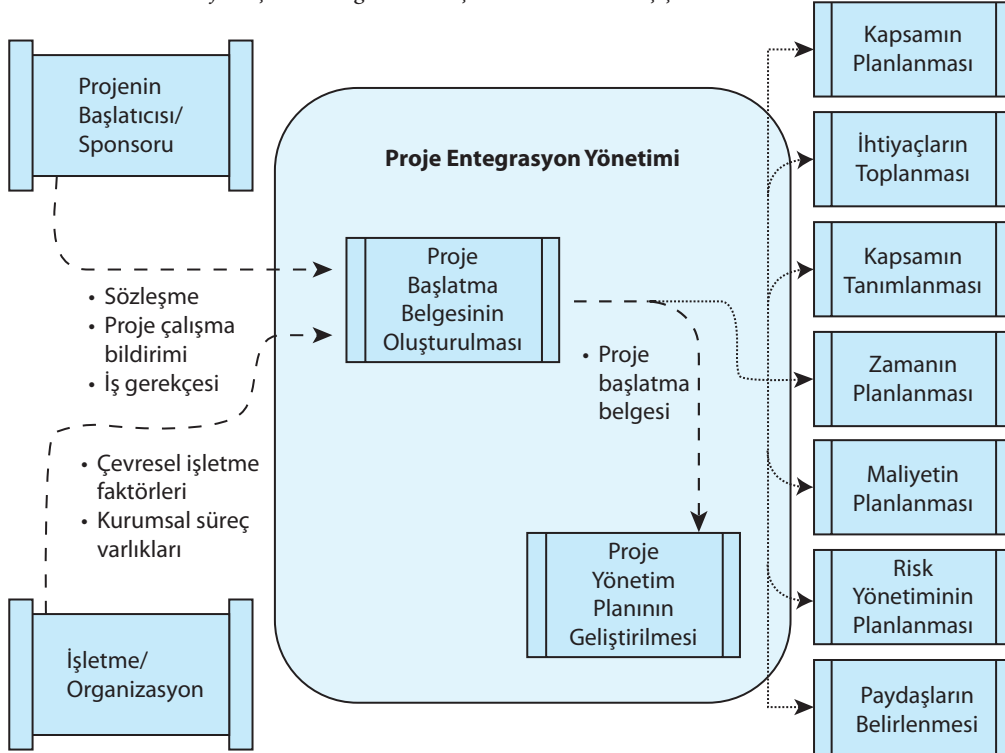 Projenin
Başlatıcısı/
Sponsoru
Proje Entegrasyon Yönetimi
Proje
Başlatma
Belgesinin
Oluşturulması
• Sözleşme
• Proje çalışma
bildirimi
• İş gerekçesi
• Proje
başlatma
belgesi
• Çevresel işletme
faktörleri
• Kurumsal süreç
varlıkları
Proje
Yönetim
Planının
Geliştirilmesi
İşletme/
Organizasyon
Kapsamın
Planlanması
İhtiyaçların
Toplanması
Kapsamın
Tanımlanması
Zamanın
Planlanması
Maliyetin
Planlanması
Risk
Yönetiminin
Planlanması
Paydaşların
Belirlenmesi